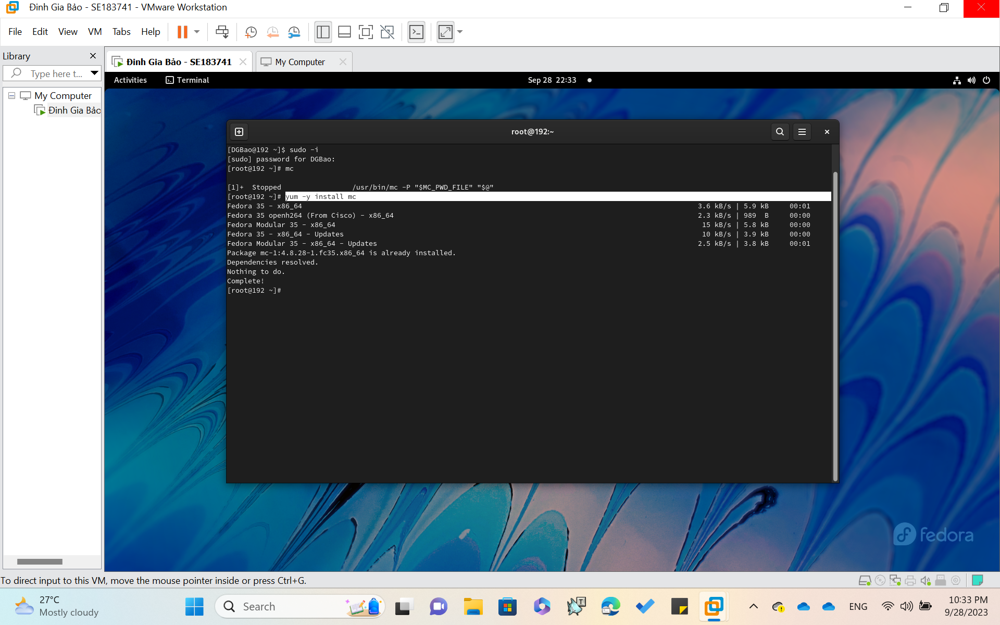 Đinh Gia Bảo - SE183741 - VMware Workstation
File Edit View VM Tabs Help
Library
Type here t...
My Computer
Đinh Gia Bảo
Đinh Gia Bảo - SE183741
My Computer
Activities Terminal Sep 28 22:33
root@192:~
[DGBao@192 ~]$ sudo -i
[sudo] password for DGBao:
[root@192 ~]# mc
[1]+  Stopped                 /usr/bin/mc -P "$MC_PWD_FILE" "$@"
[root@192 ~]# yum -y install mc
Fedora 35 - x86_64 3.6 kB/s | 5.9 kB 00:01
Fedora 35 openh264 (From Cisco) - x86_64 2.3 kB/s | 989  B 00:00
Fedora Modular 35 - x86_64 15 kB/s | 5.8 kB 00:00
Fedora 35 - x86_64 - Updates 10 kB/s | 3.9 kB 00:00
Fedora Modular 35 - x86_64 - Updates 2.5 kB/s | 3.8 kB 00:01
Package mc-1:4.8.28-1.fc35.x86_64 is already installed.
Dependencies resolved.
Nothing to do.
Complete!
[root@192 ~]#
fedora
To direct input to this VM, move the mouse pointer inside or press Ctrl+G.
27°C
Mostly cloudy
Search
ENG
10:33 PM
9/28/2023